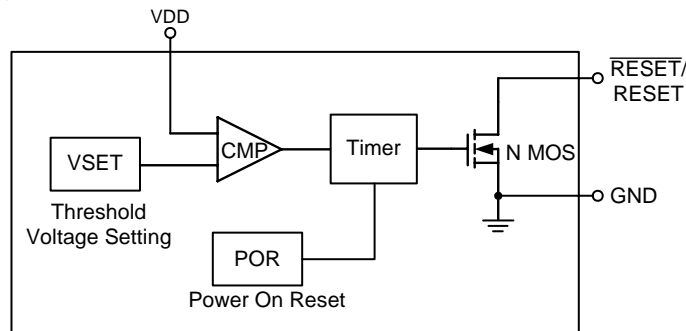 VDD
RESET/
RESET
VSET
CMP
Timer
N MOS
Threshold
Voltage Setting
GND
POR
Power On Reset